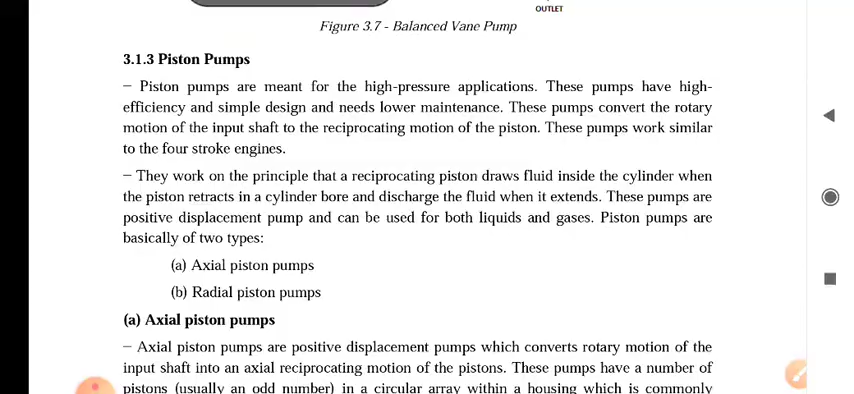 OUTLET
Figure 3.7 - Balanced Vane Pump
3.1.3 Piston Pumps
– Piston pumps are meant for the high-pressure applications. These pumps have high-
efficiency and simple design and needs lower maintenance. These pumps convert the rotary
motion of the input shaft to the reciprocating motion of the piston. These pumps work similar
to the four stroke engines.
– They work on the principle that a reciprocating piston draws fluid inside the cylinder when
the piston retracts in a cylinder bore and discharge the fluid when it extends. These pumps are
positive displacement pump and can be used for both liquids and gases. Piston pumps are
basically of two types:
(a) Axial piston pumps
(b) Radial piston pumps
(a) Axial piston pumps
– Axial piston pumps are positive displacement pumps which converts rotary motion of the
input shaft into an axial reciprocating motion of the pistons. These pumps have a number of
pistons (usually an odd number) in a circular array within a housing which is commonly